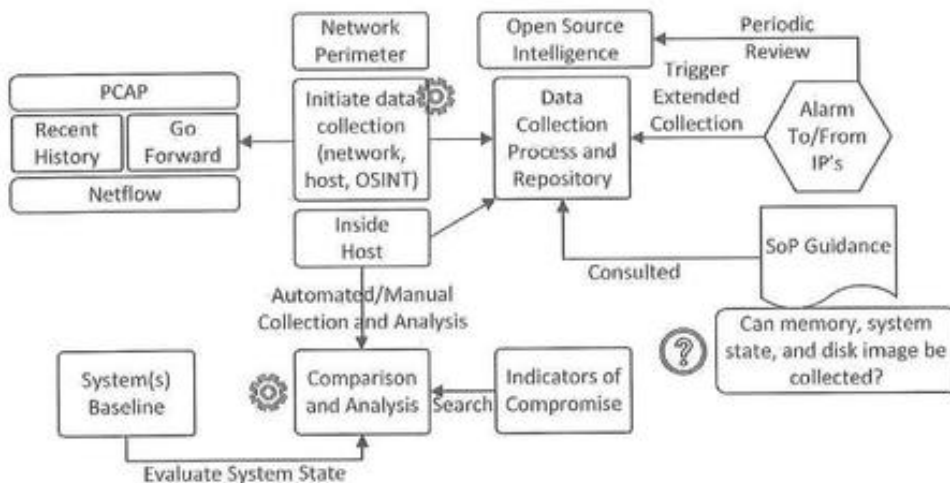 Network
Perimeter
Open Source
Intelligence
Periodic
Review
PCAP
Recent
History
Go
Forward
Netflow
Initiate data
collection
(network,
host, OSINT)
Data
Collection
Process and
Repository
Trigger
Extended
Collection
Alarm
To/From
IP's
Inside
Host
SoP Guidance
Consulted
Automated/Manual
Collection and Analysis
?
Can memory, system
state, and disk image be
collected?
System(s)
Baseline
Comparison
and Analysis
Search
Indicators of
Compromise
Evaluate System State